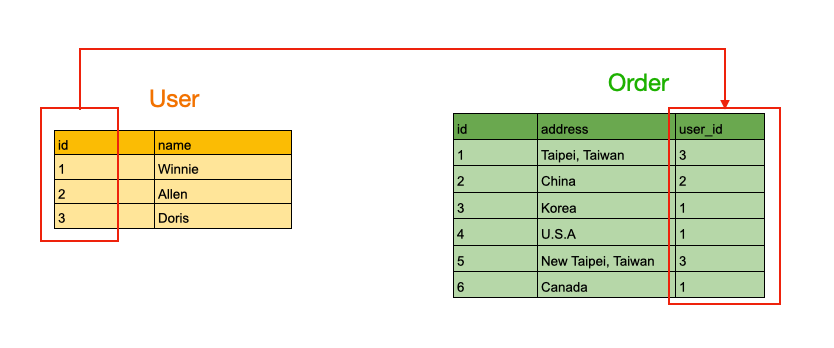 User
id name
1 Winnie
2 Allen
3 Doris
Order
id address user_id
1 Taipei, Taiwan 3
2 China 2
3 Korea 1
4 U.S.A 1
5 New Taipei, Taiwan 3
6 Canada 1